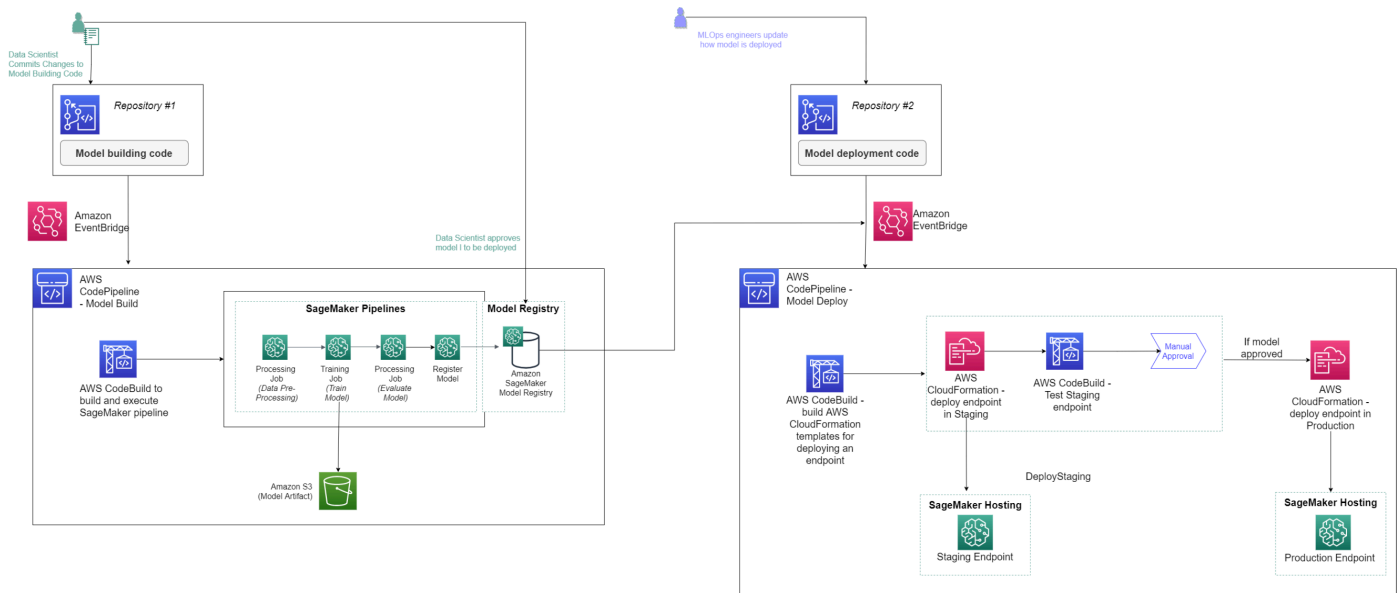 Data Scientist
Commits Changes to
Model Building Code
Repository #1
Model building code
Amazon
EventBridge
Data Scientist approves
model I to be deployed
AWS
CodePipeline
- Model Build
AWS CodeBuild to
build and execute
SageMaker pipeline
SageMaker Pipelines
Processing
Job
(Data Pre-
Processing)
Training
Job
(Train
Model)
Processing
Job
(Evaluate
Model)
Register
Model
Model Registry
Amazon
SageMaker
Model Registry
Amazon S3
(Model Artifact)
MLOps engineers update
how model is deployed
Repository #2
Model deployment code
Amazon
EventBridge
AWS
CodePipeline -
Model Deploy
AWS CodeBuild -
build AWS
CloudFormation
templates for
deploying an
endpoint
AWS
CloudFormation -
deploy endpoint
in Staging
AWS CodeBuild -
Test Staging
endpoint
Manual
Approval
If model
approved
AWS
CloudFormation -
deploy endpoint in
Production
DeployStaging
SageMaker Hosting
Staging Endpoint
SageMaker Hosting
Production Endpoint